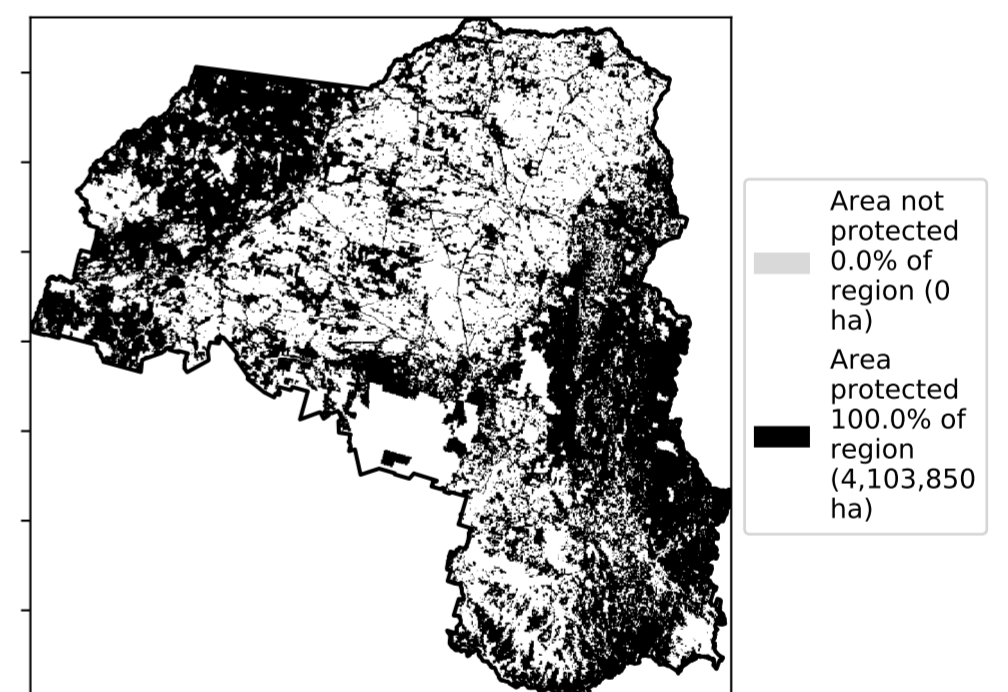 Area not
protected
0.0% of
region (0
ha)
Area
protected
100.0% of
region
(4,103,850
ha)